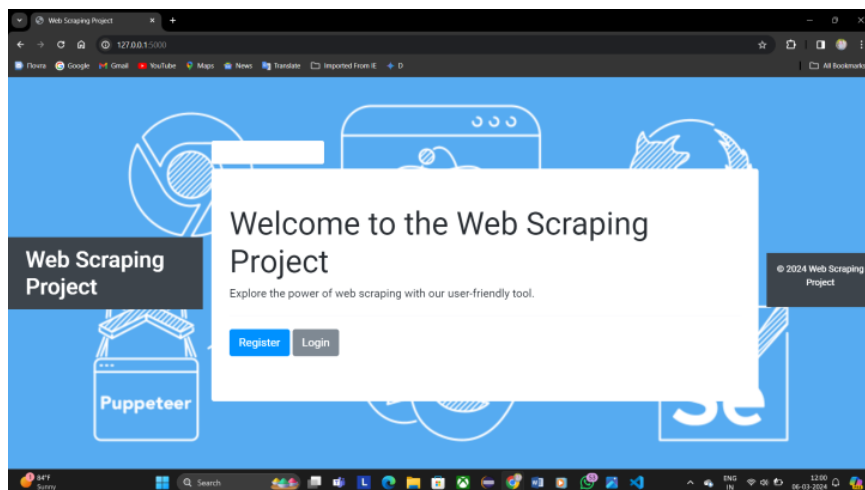 Web Scraping Project
127.0.0.1:5000
Почта Google Gmail YouTube Maps News Translate Imported From IE D
All Bookmarks
Welcome to the Web Scraping
Project
Explore the power of web scraping with our user-friendly tool.
Register Login
Web Scraping
Project
© 2024 Web Scraping
Project
Puppeteer
Se
84°F
Sunny
Search
ENG
IN
12:00
06-03-2024